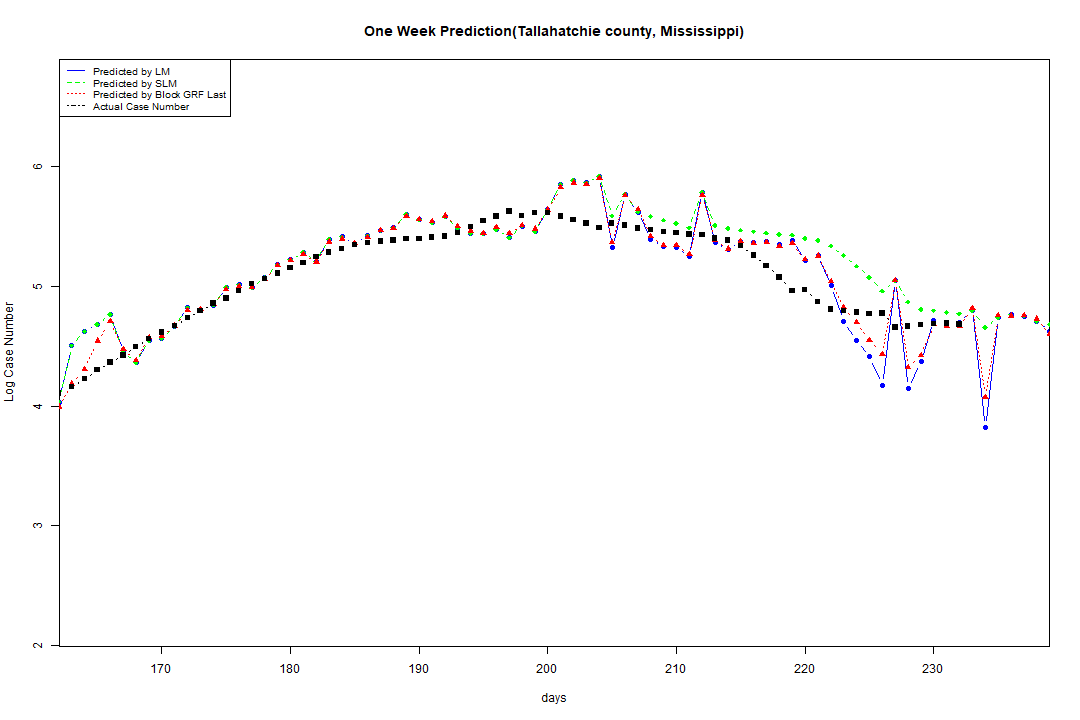 One Week Prediction(Tallahatchie county, Mississippi)
Predicted by LM
Predicted by SLM
Predicted by Block GRF Last
Actual Case Number
Log Case Number
6
5
4
3
2
170 180 190 200 210 220 230
days